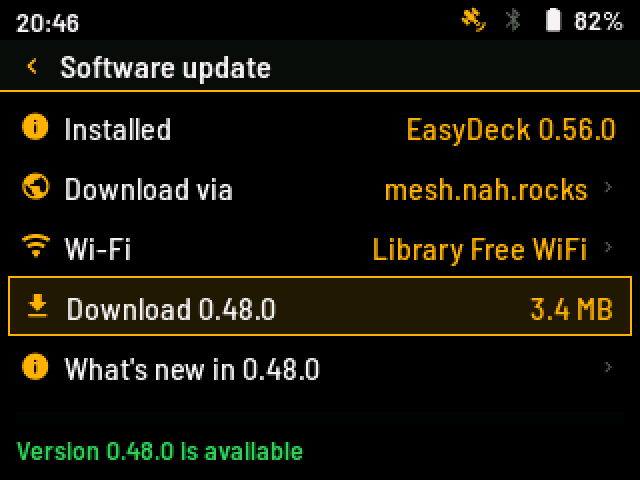 20:46 82%
Software update
Installed EasyDeck 0.56.0
Download via mesh.nah.rocks
Wi-Fi Library Free WiFi
Download 0.48.0 3.4 MB
What's new in 0.48.0
Version 0.48.0 is available